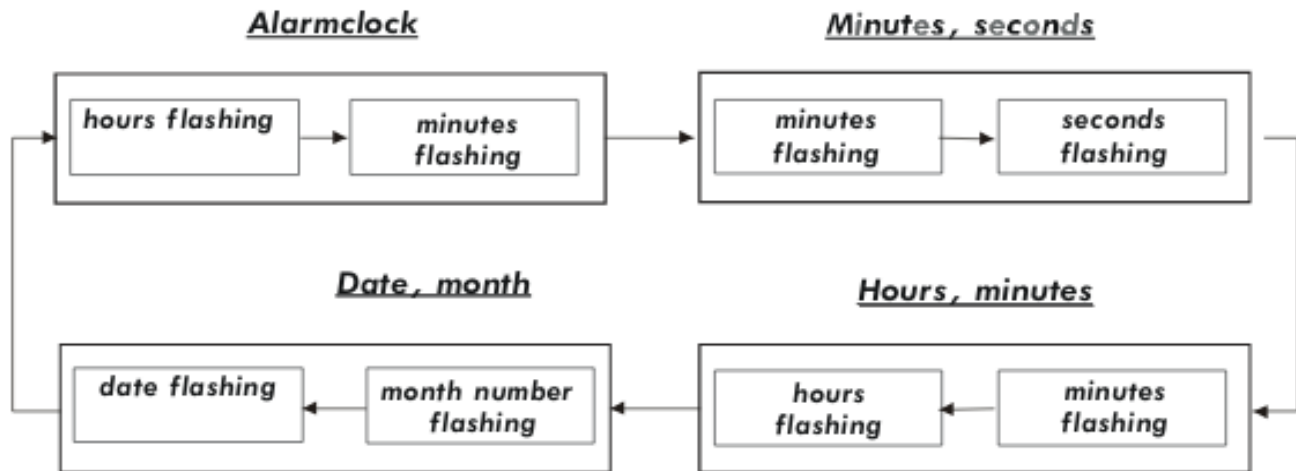 Alarmclock
hours flashing
minutes
flashing
Minutes, seconds
minutes
flashing
seconds
flashing
Date, month
date flashing
month number
flashing
Hours, minutes
hours
flashing
minutes
flashing